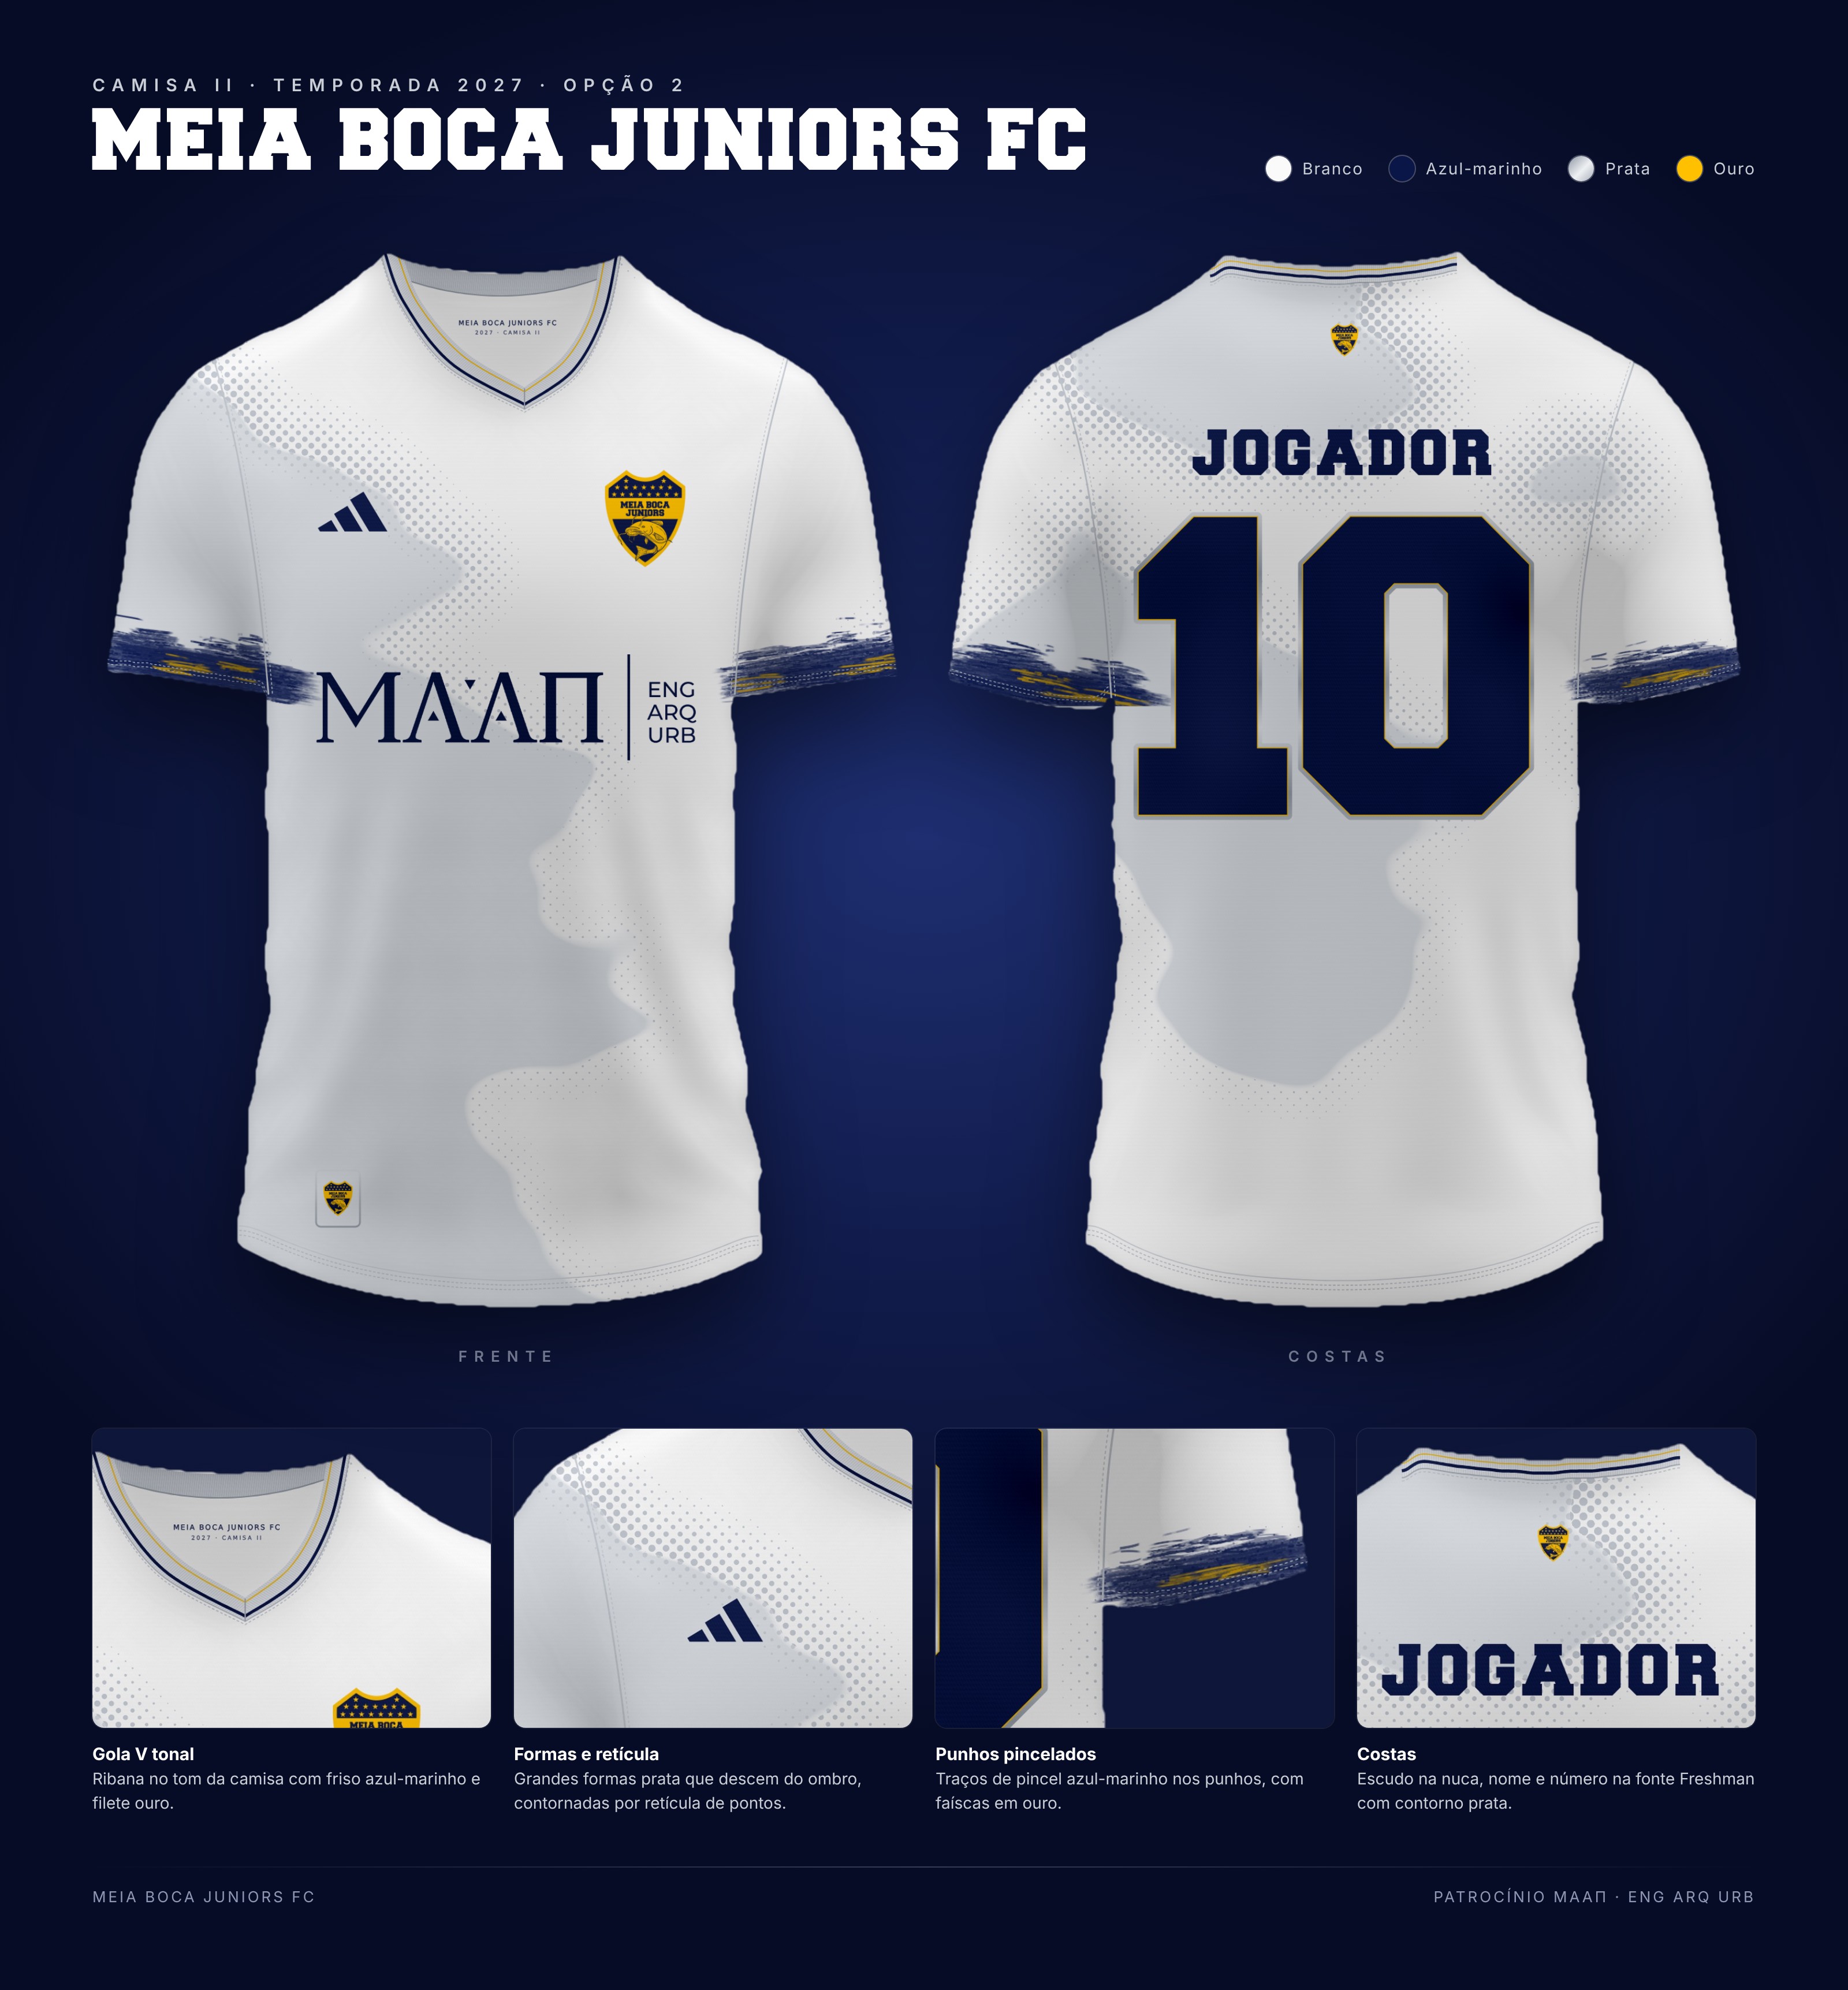 CAMISA II · TEMPORADA 2027 · OPÇÃO 2
MEIA BOCA JUNIORS FC
Branco
Azul-marinho
Prata
Ouro
MEIA BOCA JUNIORS FC
2027 · CAMISA II
MEIA BOCA
JUNIORS
MAAΠ
ENG
ARQ
URB
JOGADOR
10
FRENTE
COSTAS
MEIA BOCA JUNIORS FC
2027 · CAMISA II
MEIA BOCA
JOGADOR
Gola V tonal
Ribana no tom da camisa com friso azul-marinho e
filete ouro.
Formas e retícula
Grandes formas prata que descem do ombro,
contornadas por retícula de pontos.
Punhos pincelados
Traços de pincel azul-marinho nos punhos, com
faíscas em ouro.
Costas
Escudo na nuca, nome e número na fonte Freshman
com contorno prata.
MEIA BOCA JUNIORS FC
PATROCÍNIO MAAΠ · ENG ARQ URB